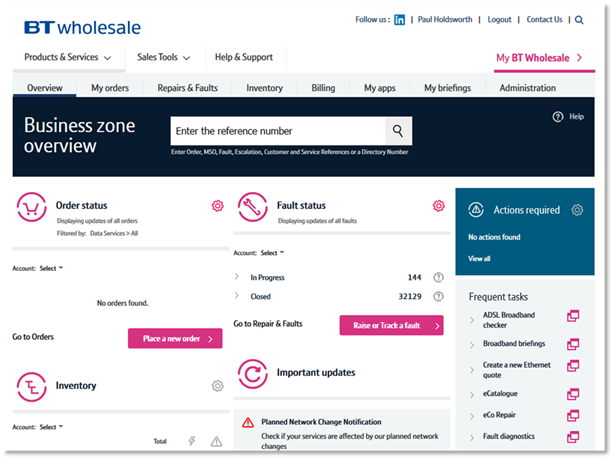 BT wholesale
Follow us : in | Paul Holdsworth | Logout | Contact Us |
Products & Services Sales Tools Help & Support
My BT Wholesale
Overview My orders Repairs & Faults Inventory Billing My apps My briefings Administration
Business zone
overview
Enter the reference number
Enter Order, MSO, Fault, Escalation, Customer and Service References or a Directory Number
? Help
Order status
Displaying updates of all orders
Filtered by: Data Services > All
Account: Select
No orders found.
Go to Orders
Place a new order
Inventory
Account: Select
Total
Fault status
Displaying updates of all faults
Account: Select
In Progress 144 ?
Closed 32129 ?
Go to Repair & Faults
Raise or Track a fault
Important updates
Planned Network Change Notification
Check if your services are affected by our planned network
changes
Actions required
No actions found
View all
Frequent tasks
ADSL Broadband
checker
Broadband briefings
Create a new Ethernet
quote
eCatalogue
eCo Repair
Fault diagnostics